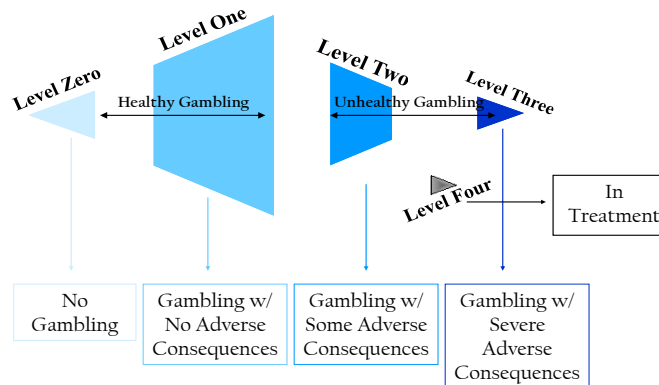 Level Zero
Level One
Level Two
Level Three
Healthy Gambling
Unhealthy Gambling
Level Four
In
Treatment
No
Gambling
Gambling w/
No Adverse
Consequences
Gambling w/
Some Adverse
Consequences
Gambling w/
Severe
Adverse
Consequences